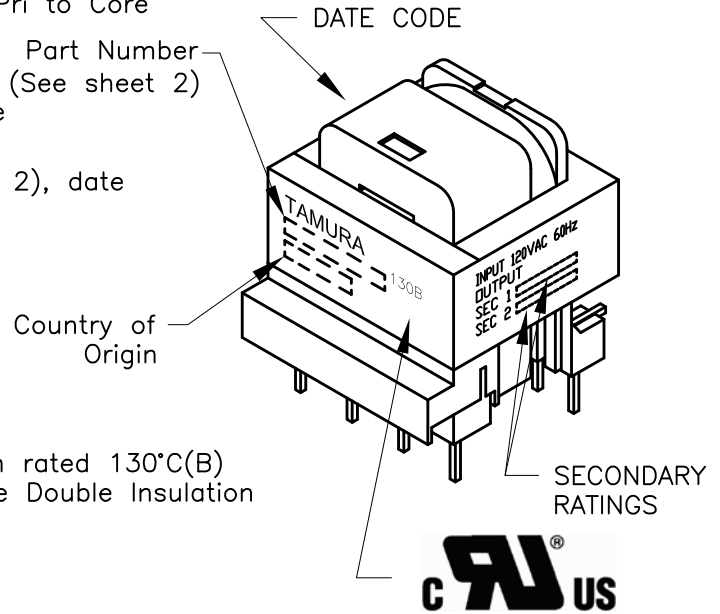 Pri to Core
DATE CODE
Part Number
(See sheet 2)
e
2), date
TAMURA
130B
INPUT 120VAC 60Hz
OUTPUT
SEC 1
SEC 2
Country of
Origin
n rated 130°C(B)
e Double Insulation
SECONDARY
RATINGS
C RU ® US